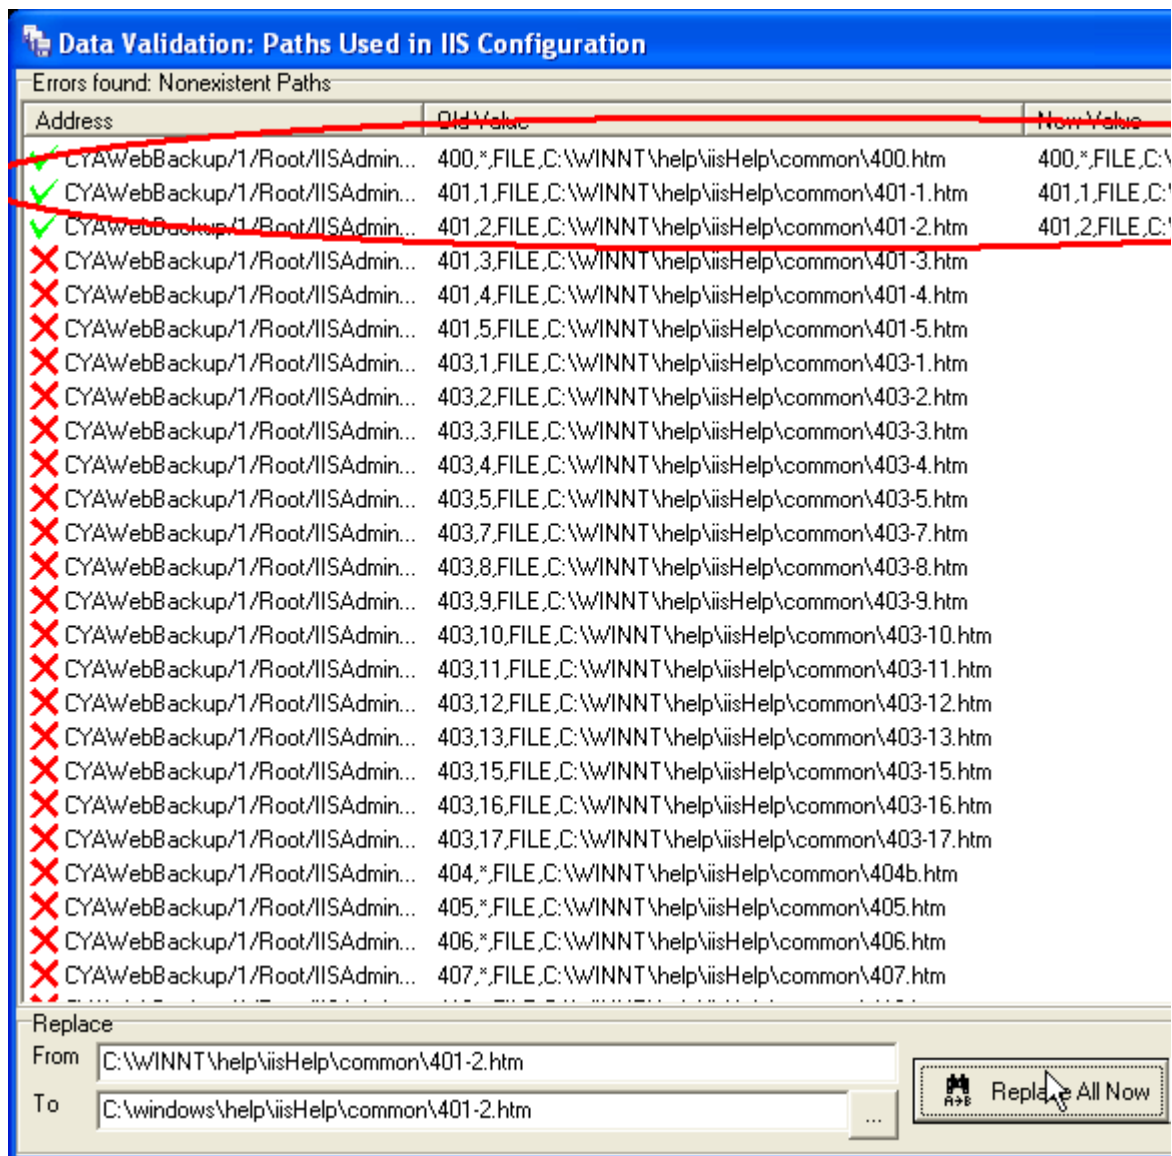 Data Validation: Paths Used in IIS Configuration
Errors found: Nonexistent Paths
Address Old Value New Value
CYAWebBackup/1/Root/IISAdmin... 400,*,FILE,C:\WINNT\help\iisHelp\common\400.htm 400,*,FILE,C:\
CYAWebBackup/1/Root/IISAdmin... 401,1,FILE,C:\WINNT\help\iisHelp\common\401-1.htm 401,1,FILE,C:\
CYAWebBackup/1/Root/IISAdmin... 401,2,FILE,C:\WINNT\help\iisHelp\common\401-2.htm 401,2,FILE,C:\
CYAWebBackup/1/Root/IISAdmin... 401,3,FILE,C:\WINNT\help\iisHelp\common\401-3.htm
CYAWebBackup/1/Root/IISAdmin... 401,4,FILE,C:\WINNT\help\iisHelp\common\401-4.htm
CYAWebBackup/1/Root/IISAdmin... 401,5,FILE,C:\WINNT\help\iisHelp\common\401-5.htm
CYAWebBackup/1/Root/IISAdmin... 403,1,FILE,C:\WINNT\help\iisHelp\common\403-1.htm
CYAWebBackup/1/Root/IISAdmin... 403,2,FILE,C:\WINNT\help\iisHelp\common\403-2.htm
CYAWebBackup/1/Root/IISAdmin... 403,3,FILE,C:\WINNT\help\iisHelp\common\403-3.htm
CYAWebBackup/1/Root/IISAdmin... 403,4,FILE,C:\WINNT\help\iisHelp\common\403-4.htm
CYAWebBackup/1/Root/IISAdmin... 403,5,FILE,C:\WINNT\help\iisHelp\common\403-5.htm
CYAWebBackup/1/Root/IISAdmin... 403,7,FILE,C:\WINNT\help\iisHelp\common\403-7.htm
CYAWebBackup/1/Root/IISAdmin... 403,8,FILE,C:\WINNT\help\iisHelp\common\403-8.htm
CYAWebBackup/1/Root/IISAdmin... 403,9,FILE,C:\WINNT\help\iisHelp\common\403-9.htm
CYAWebBackup/1/Root/IISAdmin... 403,10,FILE,C:\WINNT\help\iisHelp\common\403-10.htm
CYAWebBackup/1/Root/IISAdmin... 403,11,FILE,C:\WINNT\help\iisHelp\common\403-11.htm
CYAWebBackup/1/Root/IISAdmin... 403,12,FILE,C:\WINNT\help\iisHelp\common\403-12.htm
CYAWebBackup/1/Root/IISAdmin... 403,13,FILE,C:\WINNT\help\iisHelp\common\403-13.htm
CYAWebBackup/1/Root/IISAdmin... 403,15,FILE,C:\WINNT\help\iisHelp\common\403-15.htm
CYAWebBackup/1/Root/IISAdmin... 403,16,FILE,C:\WINNT\help\iisHelp\common\403-16.htm
CYAWebBackup/1/Root/IISAdmin... 403,17,FILE,C:\WINNT\help\iisHelp\common\403-17.htm
CYAWebBackup/1/Root/IISAdmin... 404,*,FILE,C:\WINNT\help\iisHelp\common\404b.htm
CYAWebBackup/1/Root/IISAdmin... 405,*,FILE,C:\WINNT\help\iisHelp\common\405.htm
CYAWebBackup/1/Root/IISAdmin... 406,*,FILE,C:\WINNT\help\iisHelp\common\406.htm
CYAWebBackup/1/Root/IISAdmin... 407,*,FILE,C:\WINNT\help\iisHelp\common\407.htm
Replace
From C:\WINNT\help\iisHelp\common\401-2.htm
To C:\windows\help\iisHelp\common\401-2.htm ...
A→B Replace All Now